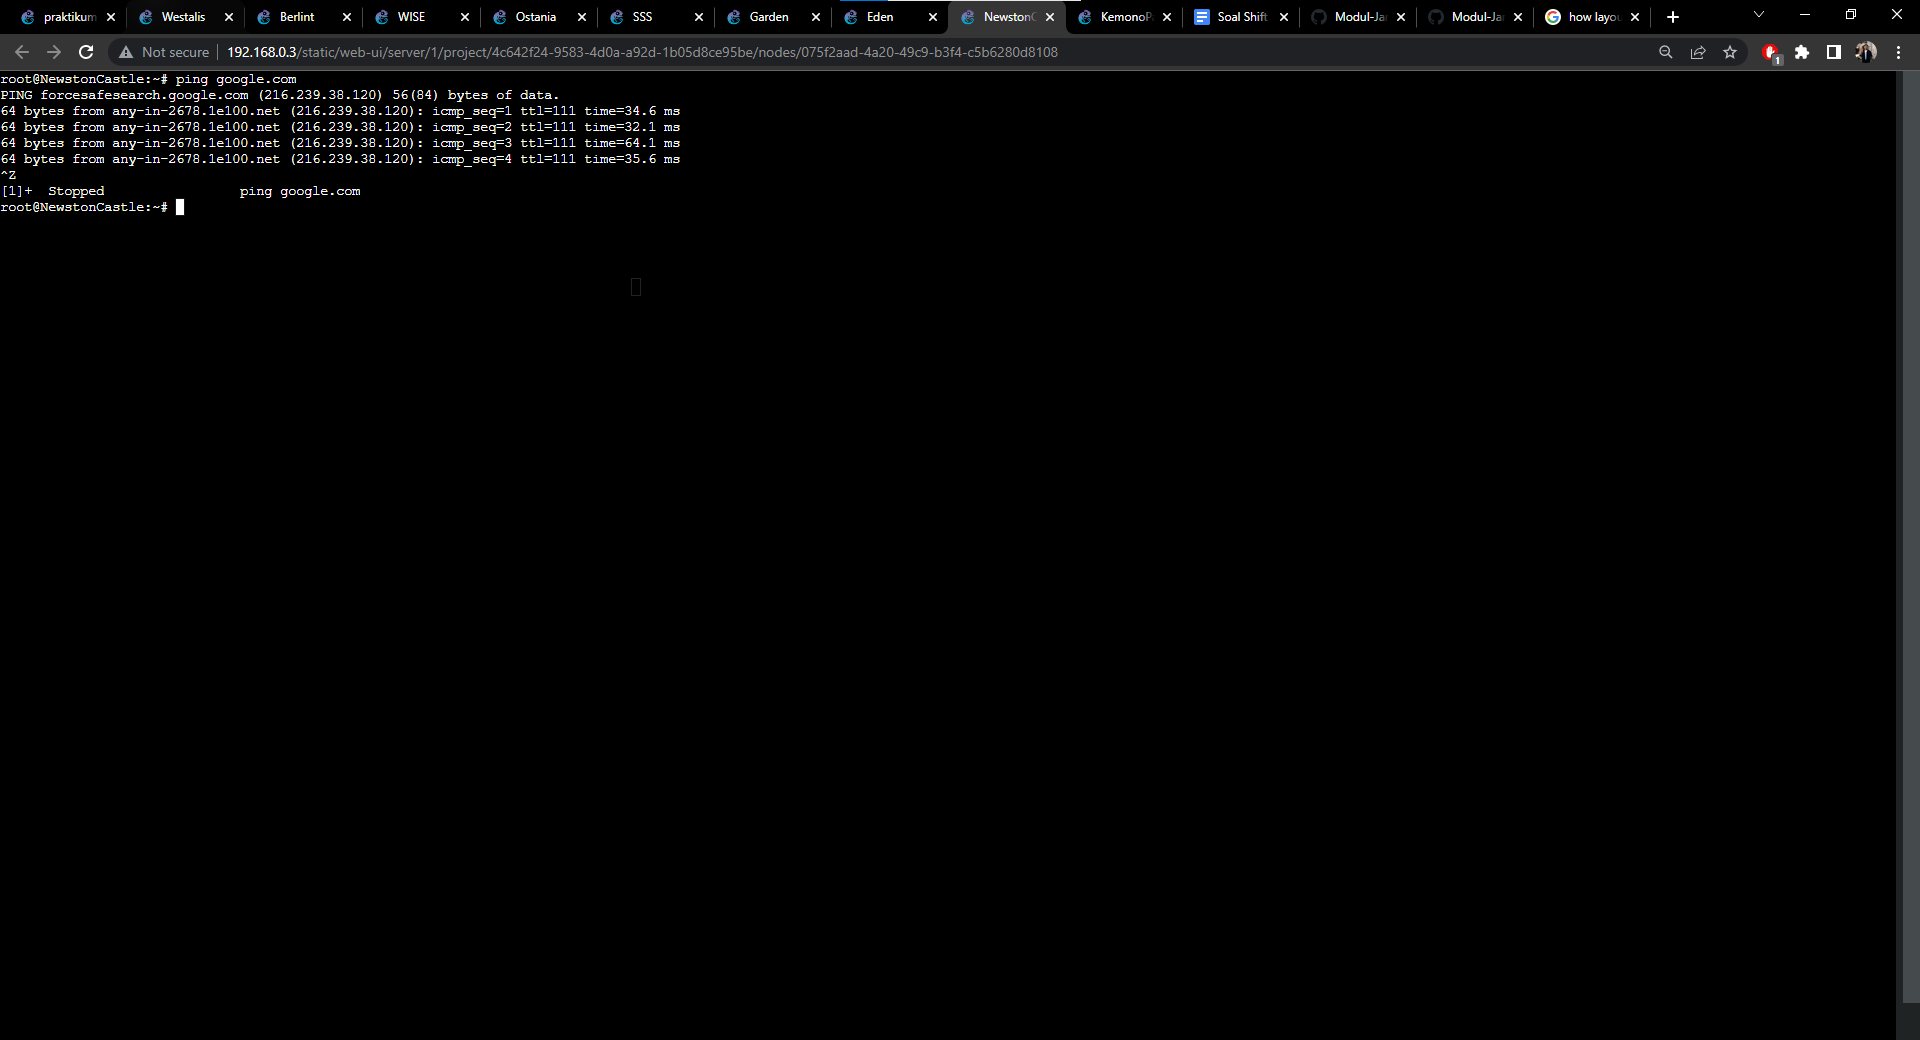 praktikum
Westalis
Berlint
WISE
Ostania
SSS
Garden
Eden
NewstonC
KemonoP
Soal Shift
Modul-Jar
Modul-Jar
how layou
Not secure
192.168.0.3/static/web-ui/server/1/project/4c642f24-9583-4d0a-a92d-1b05d8ce95be/nodes/075f2aad-4a20-49c9-b3f4-c5b6280d8108
1
root@NewstonCastle:~# ping google.com
PING forcesafesearch.google.com (216.239.38.120) 56(84) bytes of data.
64 bytes from any-in-2678.1e100.net (216.239.38.120): icmp_seq=1 ttl=111 time=34.6 ms
64 bytes from any-in-2678.1e100.net (216.239.38.120): icmp_seq=2 ttl=111 time=32.1 ms
64 bytes from any-in-2678.1e100.net (216.239.38.120): icmp_seq=3 ttl=111 time=64.1 ms
64 bytes from any-in-2678.1e100.net (216.239.38.120): icmp_seq=4 ttl=111 time=35.6 ms
^Z
[1]+  Stopped                 ping google.com
root@NewstonCastle:~#